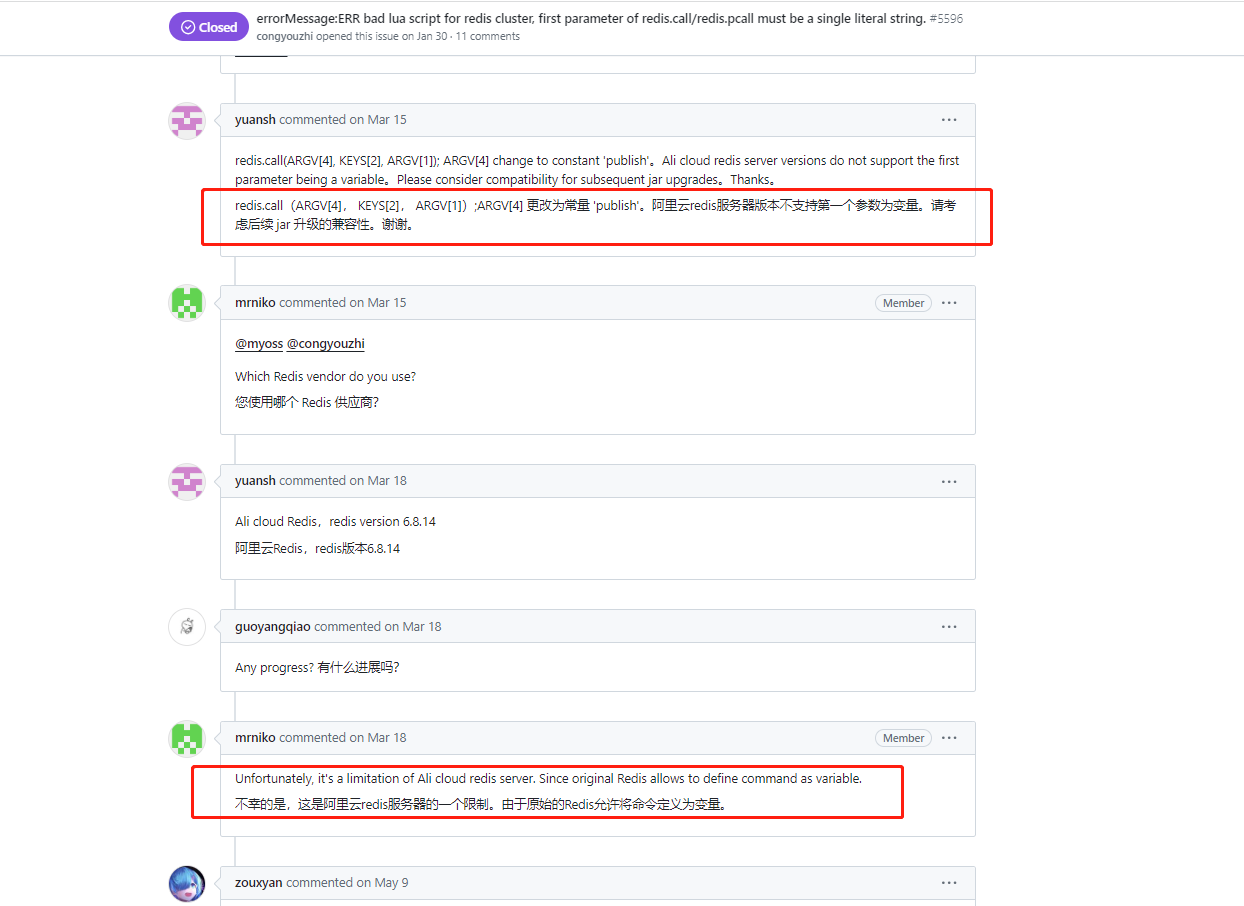 Closed
errorMessage:ERR bad lua script for redis cluster, first parameter of redis.call/redis.pcall must be a single literal string. #5596
congyouzhi opened this issue on Jan 30 · 11 comments
yuansh commented on Mar 15
redis.call(ARGV[4], KEYS[2], ARGV[1]); ARGV[4] change to constant 'publish'。Ali cloud redis server versions do not support the first
parameter being a variable。Please consider compatibility for subsequent jar upgrades。Thanks。
redis.call（ARGV[4]， KEYS[2]， ARGV[1]）;ARGV[4] 更改为常量 'publish'。阿里云redis服务器版本不支持第一个参数为变量。请考
虑后续 jar 升级的兼容性。谢谢。
mrniko commented on Mar 15
Member
@myoss @congyouzhi
Which Redis vendor do you use?
您使用哪个 Redis 供应商?
yuansh commented on Mar 18
Ali cloud Redis，redis version 6.8.14
阿里云Redis，redis版本6.8.14
guoyangqiao commented on Mar 18
Any progress? 有什么进展吗?
mrniko commented on Mar 18
Member
Unfortunately, it's a limitation of Ali cloud redis server. Since original Redis allows to define command as variable.
不幸的是，这是阿里云redis服务器的一个限制。由于原始的Redis允许将命令定义为变量。
zouxyan commented on May 9